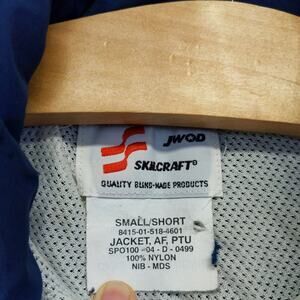 JWOD
SKILCRAFT®
QUALITY BLIND-MADE PRODUCTS
SMALL/SHORT
8415-01-518-4601
JACKET, AF, PTU
SPO100 -04 - D - 0499
100% NYLON
NIB - MDS